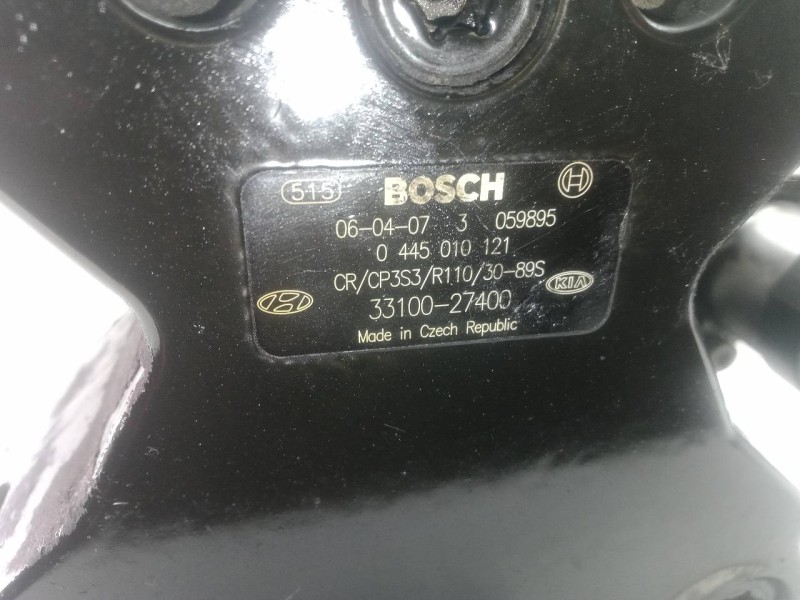 515 BOSCH
06-04-07 3 059895
0 445 010 121
CR/CP3S3/R110/30-89S
KIA
33100-27400
Made in Czech Republic